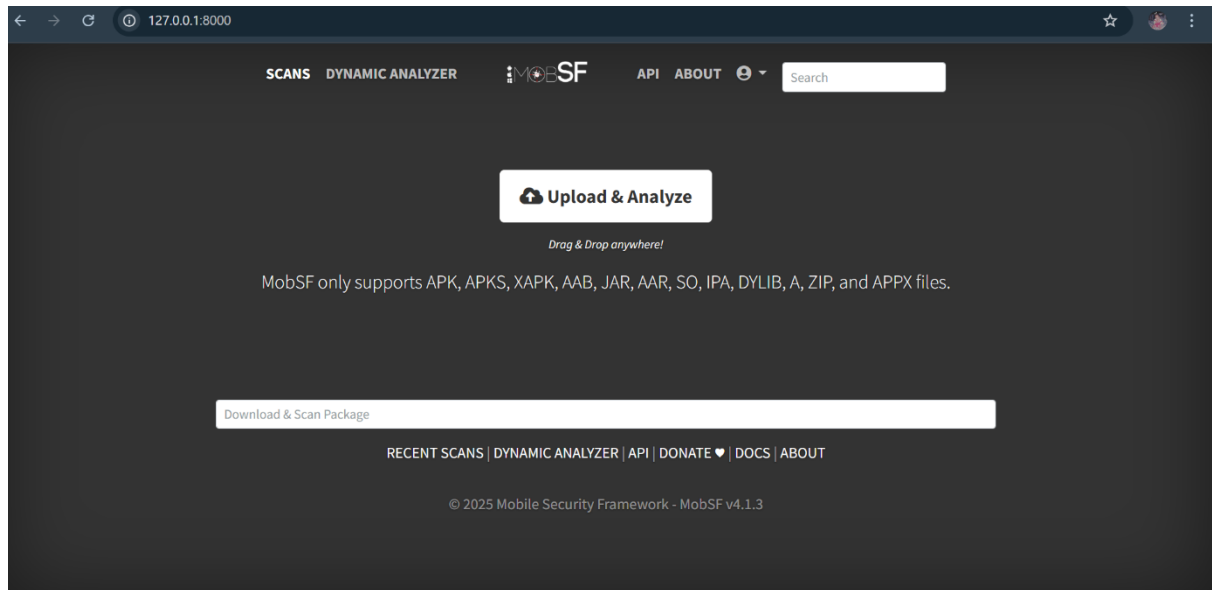 127.0.0.1:8000
SCANS DYNAMIC ANALYZER MOBSF API ABOUT Search
Upload & Analyze
Drag & Drop anywhere!
MobSF only supports APK, APKS, XAPK, AAB, JAR, AAR, SO, IPA, DYLIB, A, ZIP, and APPX files.
Download & Scan Package
RECENT SCANS | DYNAMIC ANALYZER | API | DONATE ♥ | DOCS | ABOUT
© 2025 Mobile Security Framework - MobSF v4.1.3